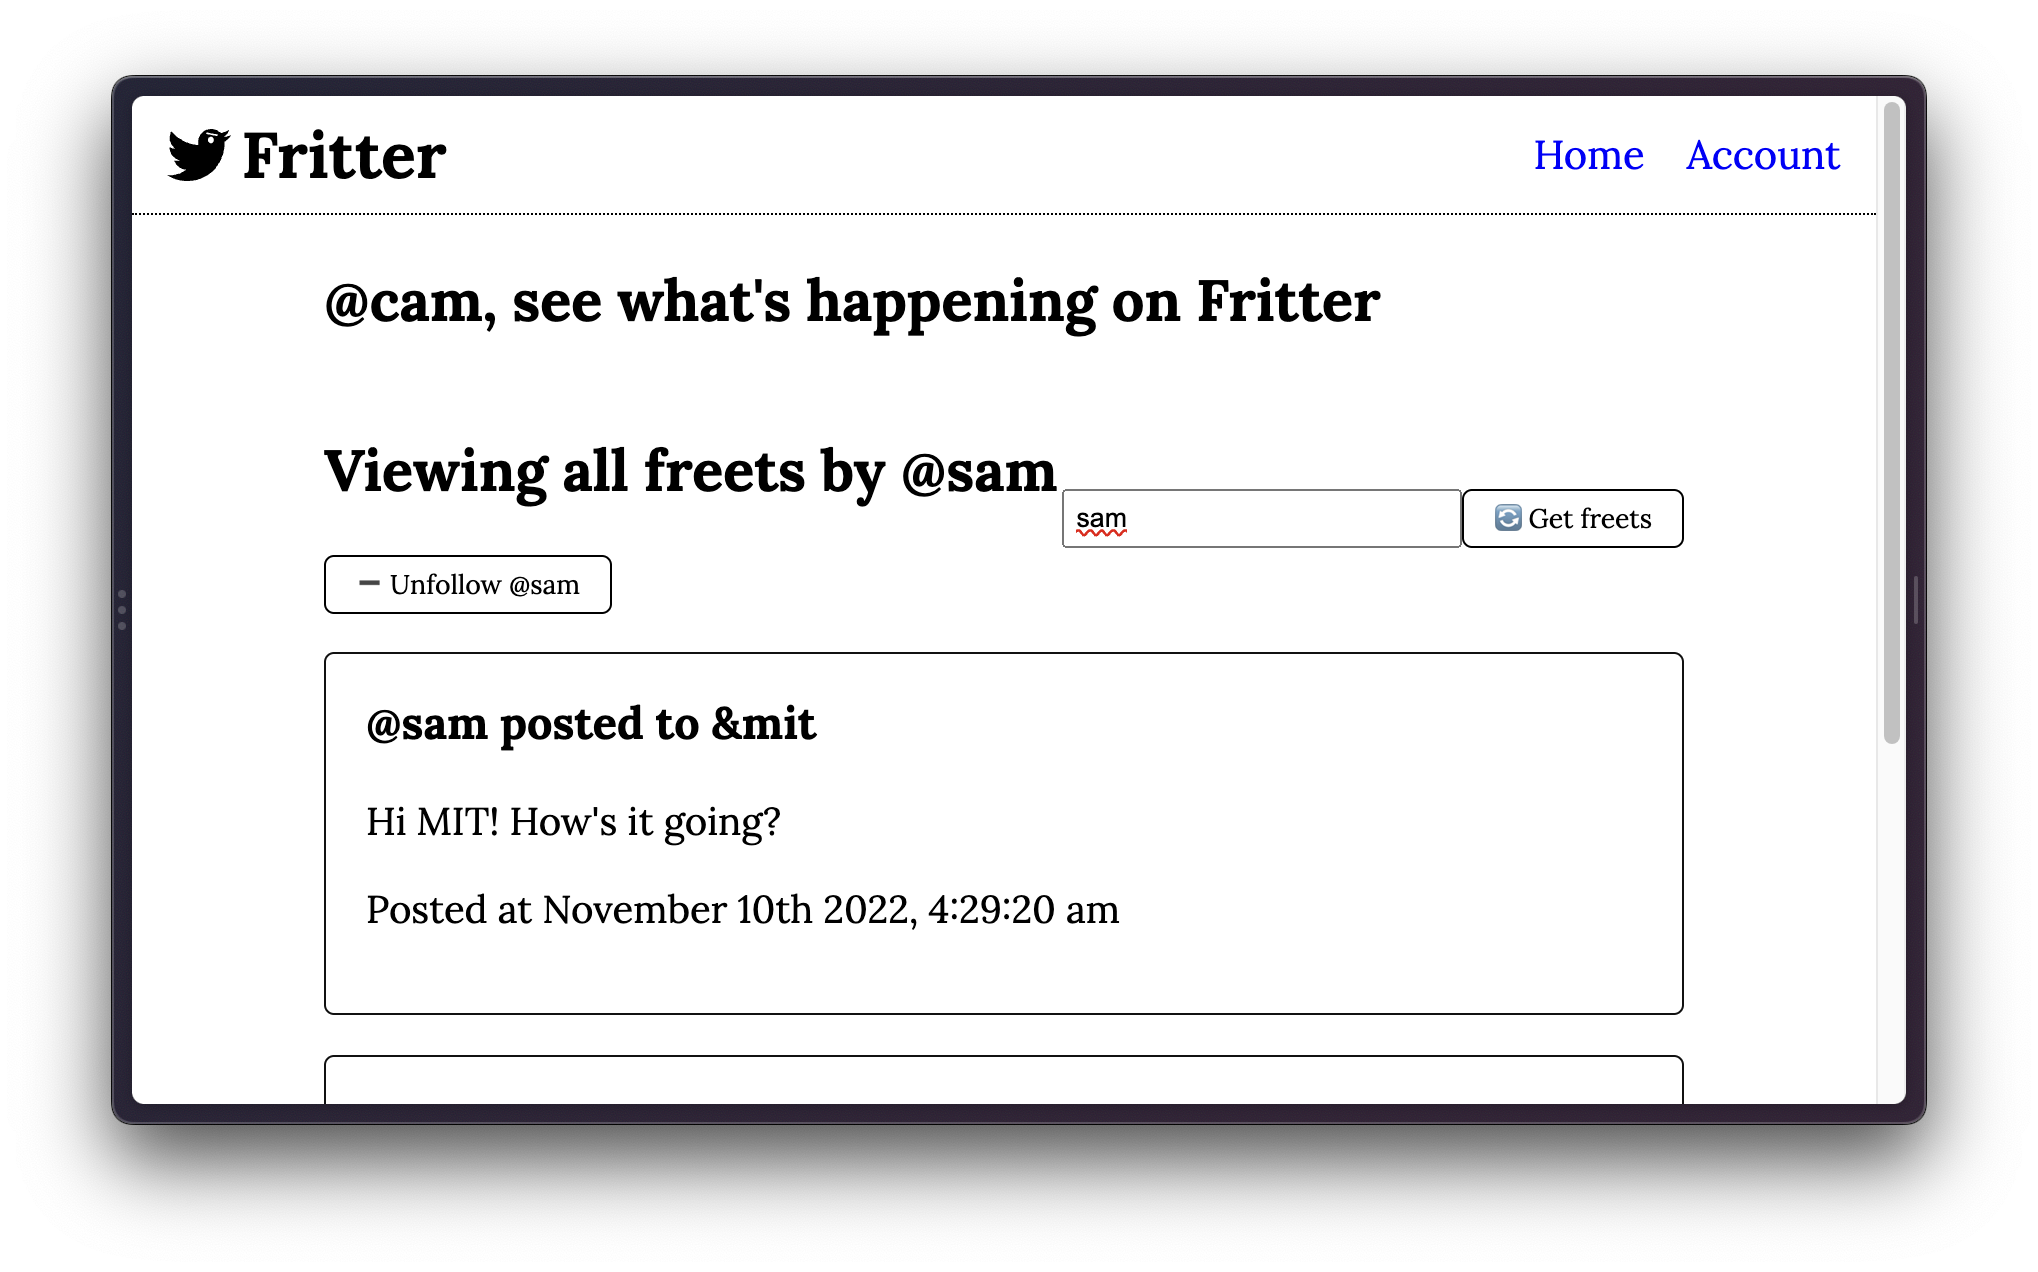 Fritter
Home Account
@cam, see what's happening on Fritter
Viewing all freets by @sam
sam
Get freets
Unfollow @sam
@sam posted to &mit
Hi MIT! How's it going?
Posted at November 10th 2022, 4:29:20 am